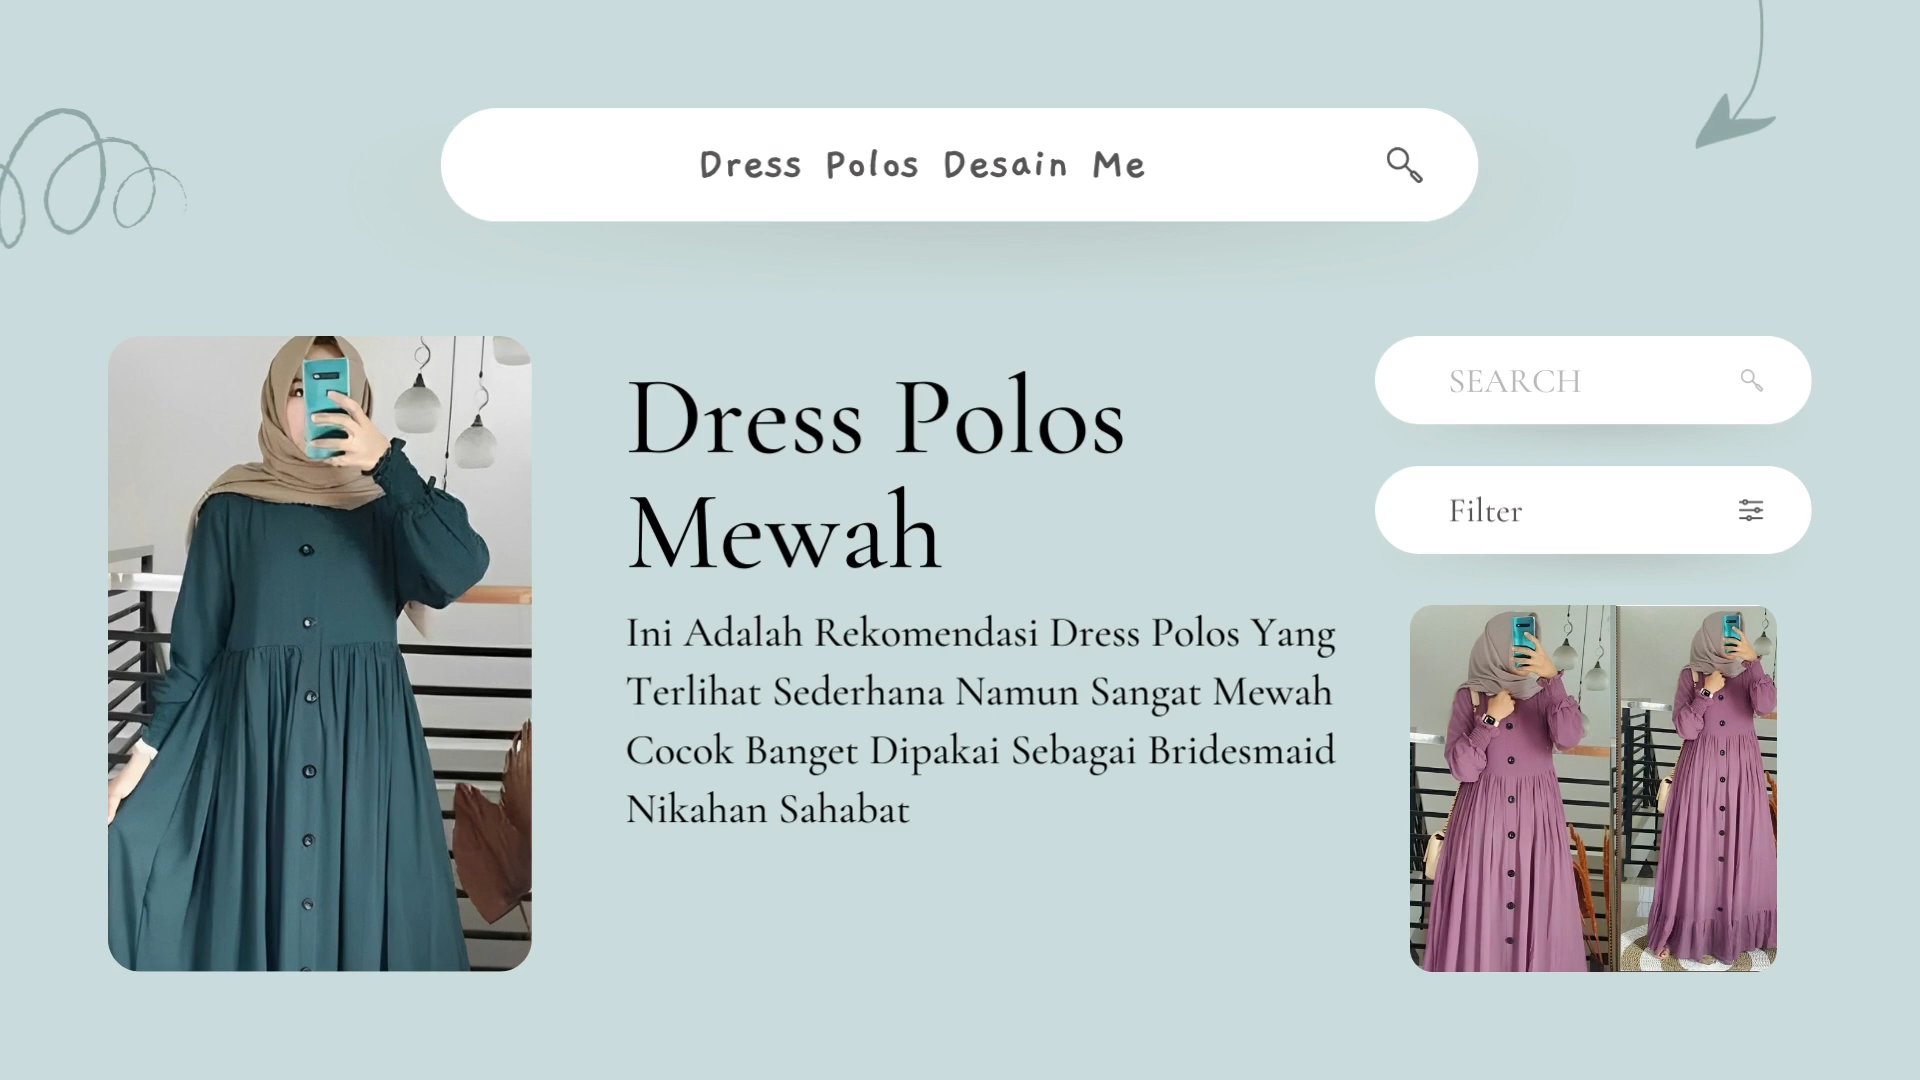 Dress Polos Desain Me
Dress Polos
Mewah
Ini Adalah Rekomendasi Dress Polos Yang
Terlihat Sederhana Namun Sangat Mewah
Cocok Banget Dipakai Sebagai Bridesmaid
Nikahan Sahabat
SEARCH
Filter